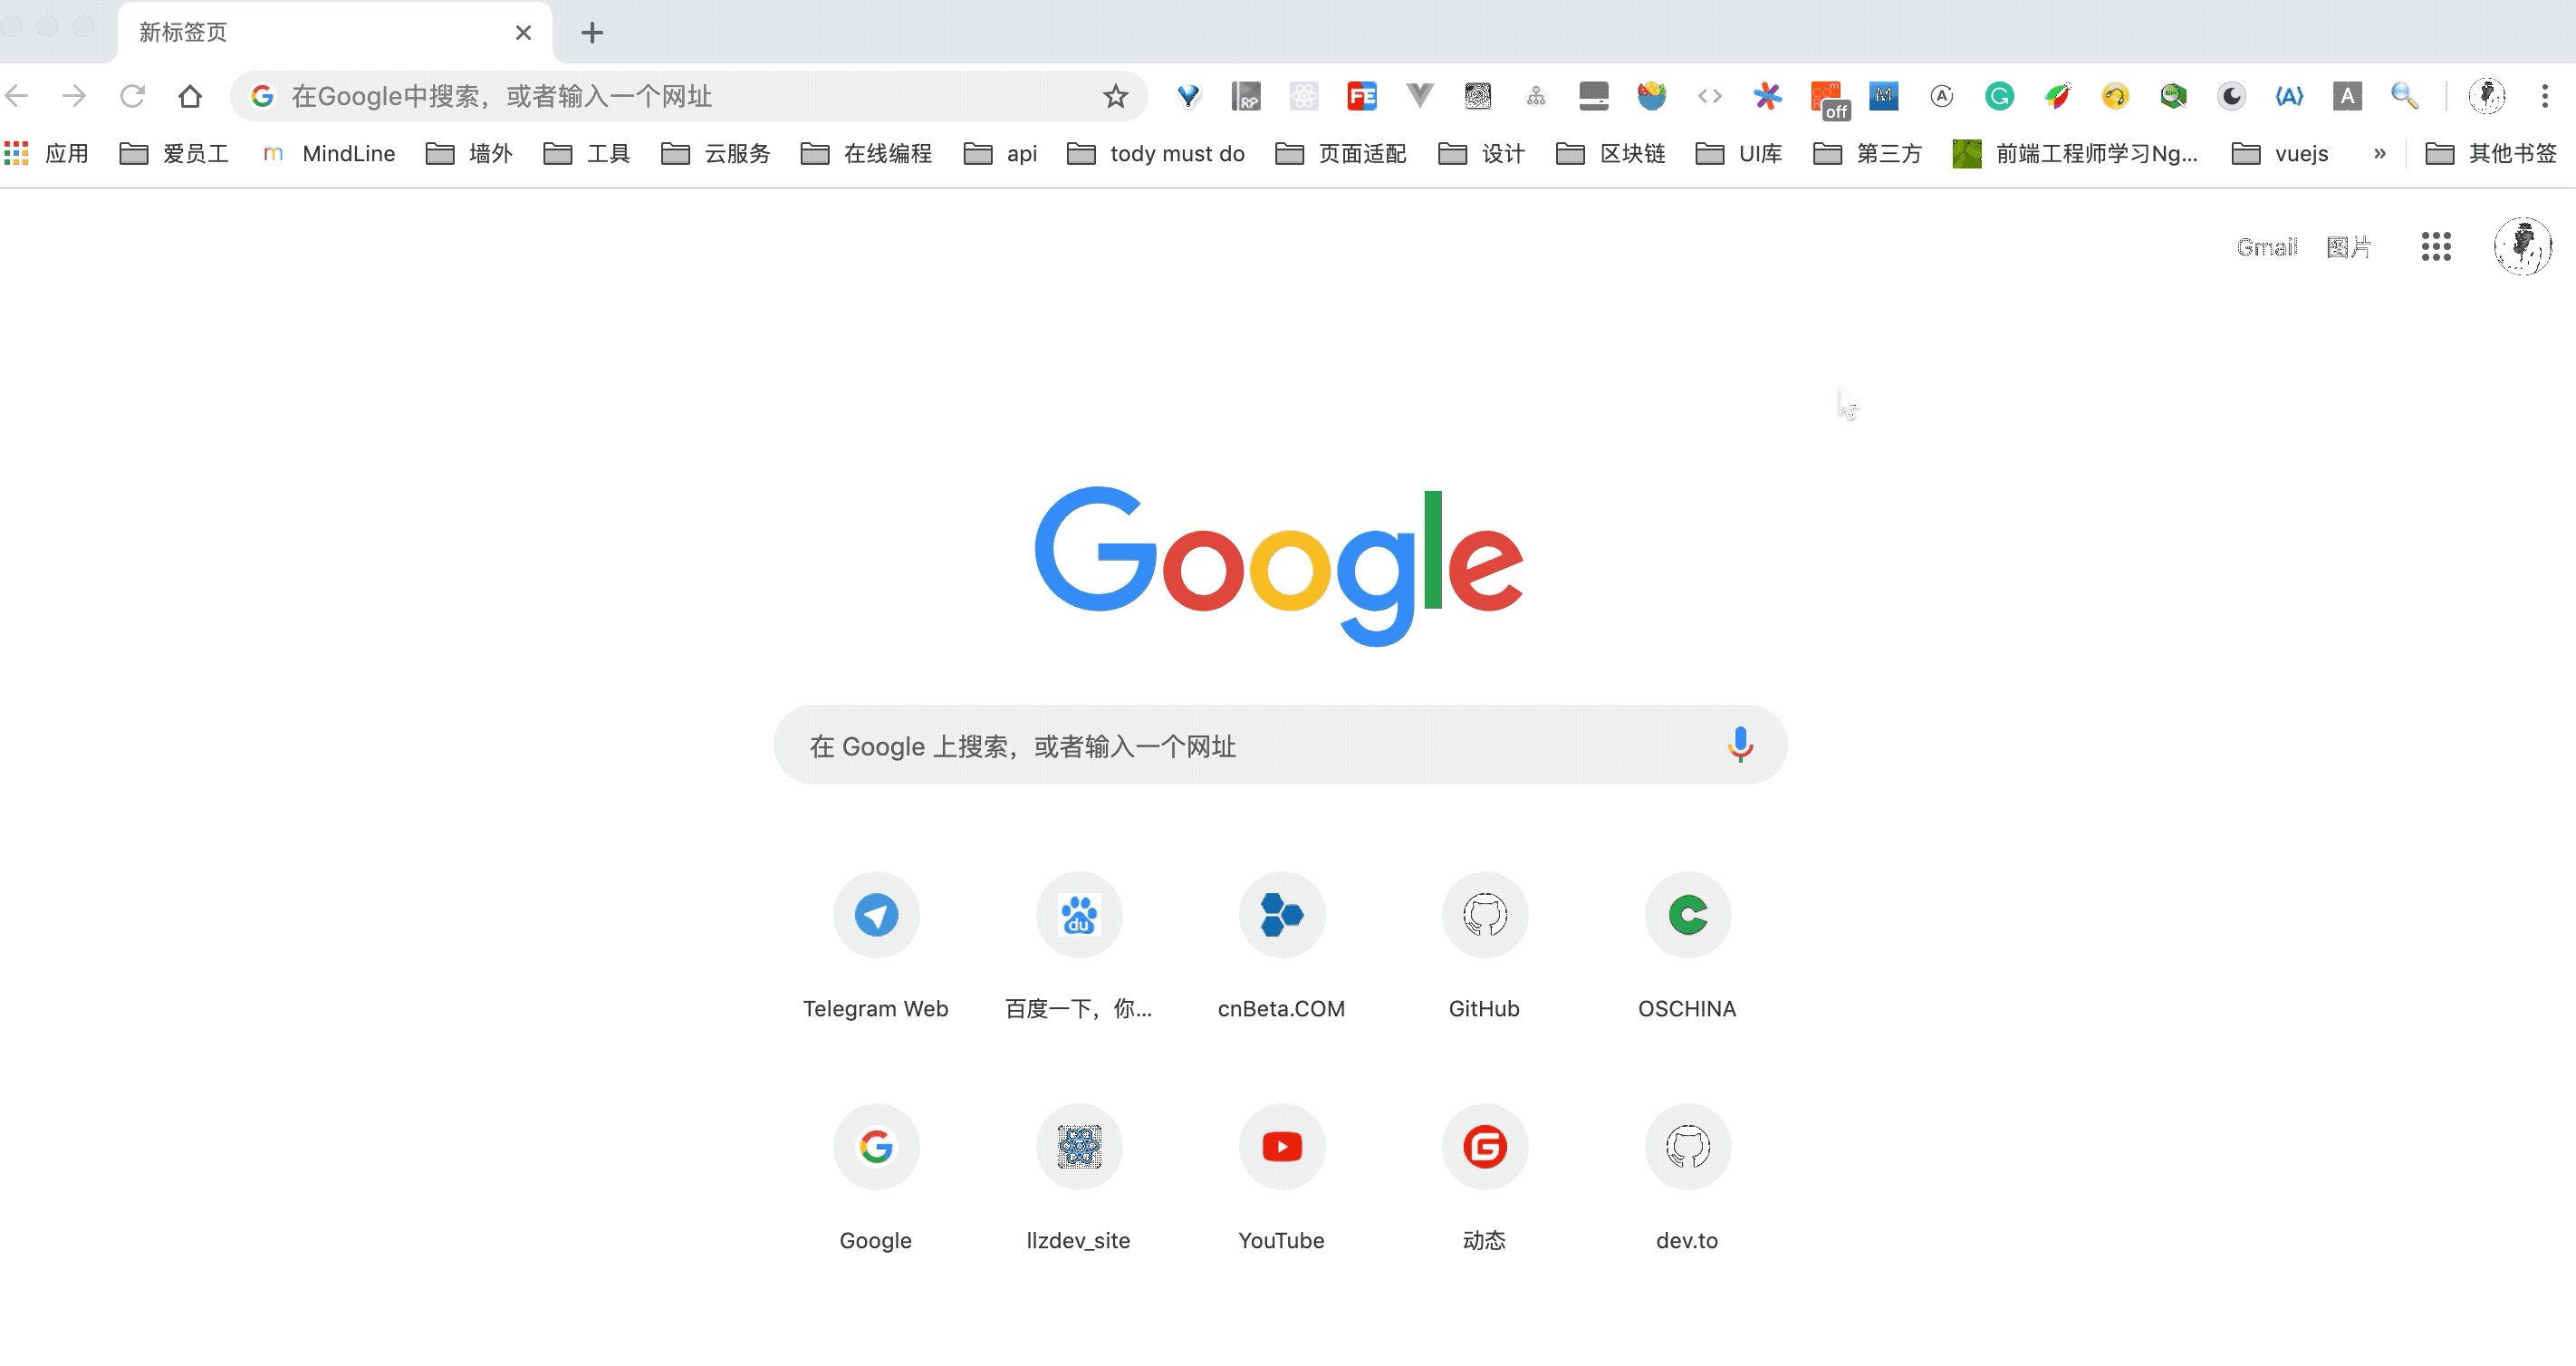 新标签页
在Google中搜索，或者输入一个网址
off
应用 爱员工 MindLine 墙外 工具 云服务 在线编程 api tody must do 页面适配 设计 区块链 UI库 第三方 前端工程师学习Ng... vuejs » 其他书签
Gmail 图片
Google
在 Google 上搜索，或者输入一个网址
Telegram Web 百度一下，你... cnBeta.COM GitHub OSCHINA
Google llzdev_site YouTube 动态 dev.to